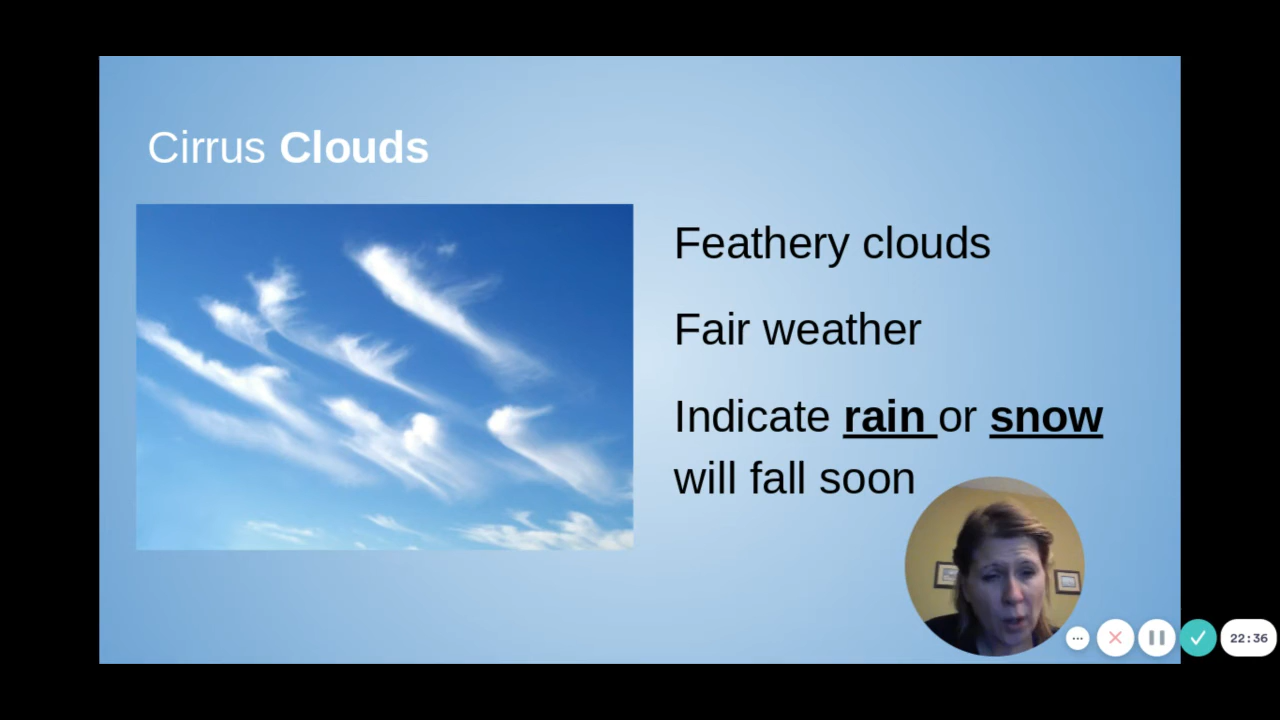 Cirrus Clouds
Feathery clouds
Fair weather
Indicate rain or snow
will fall soon
22:36